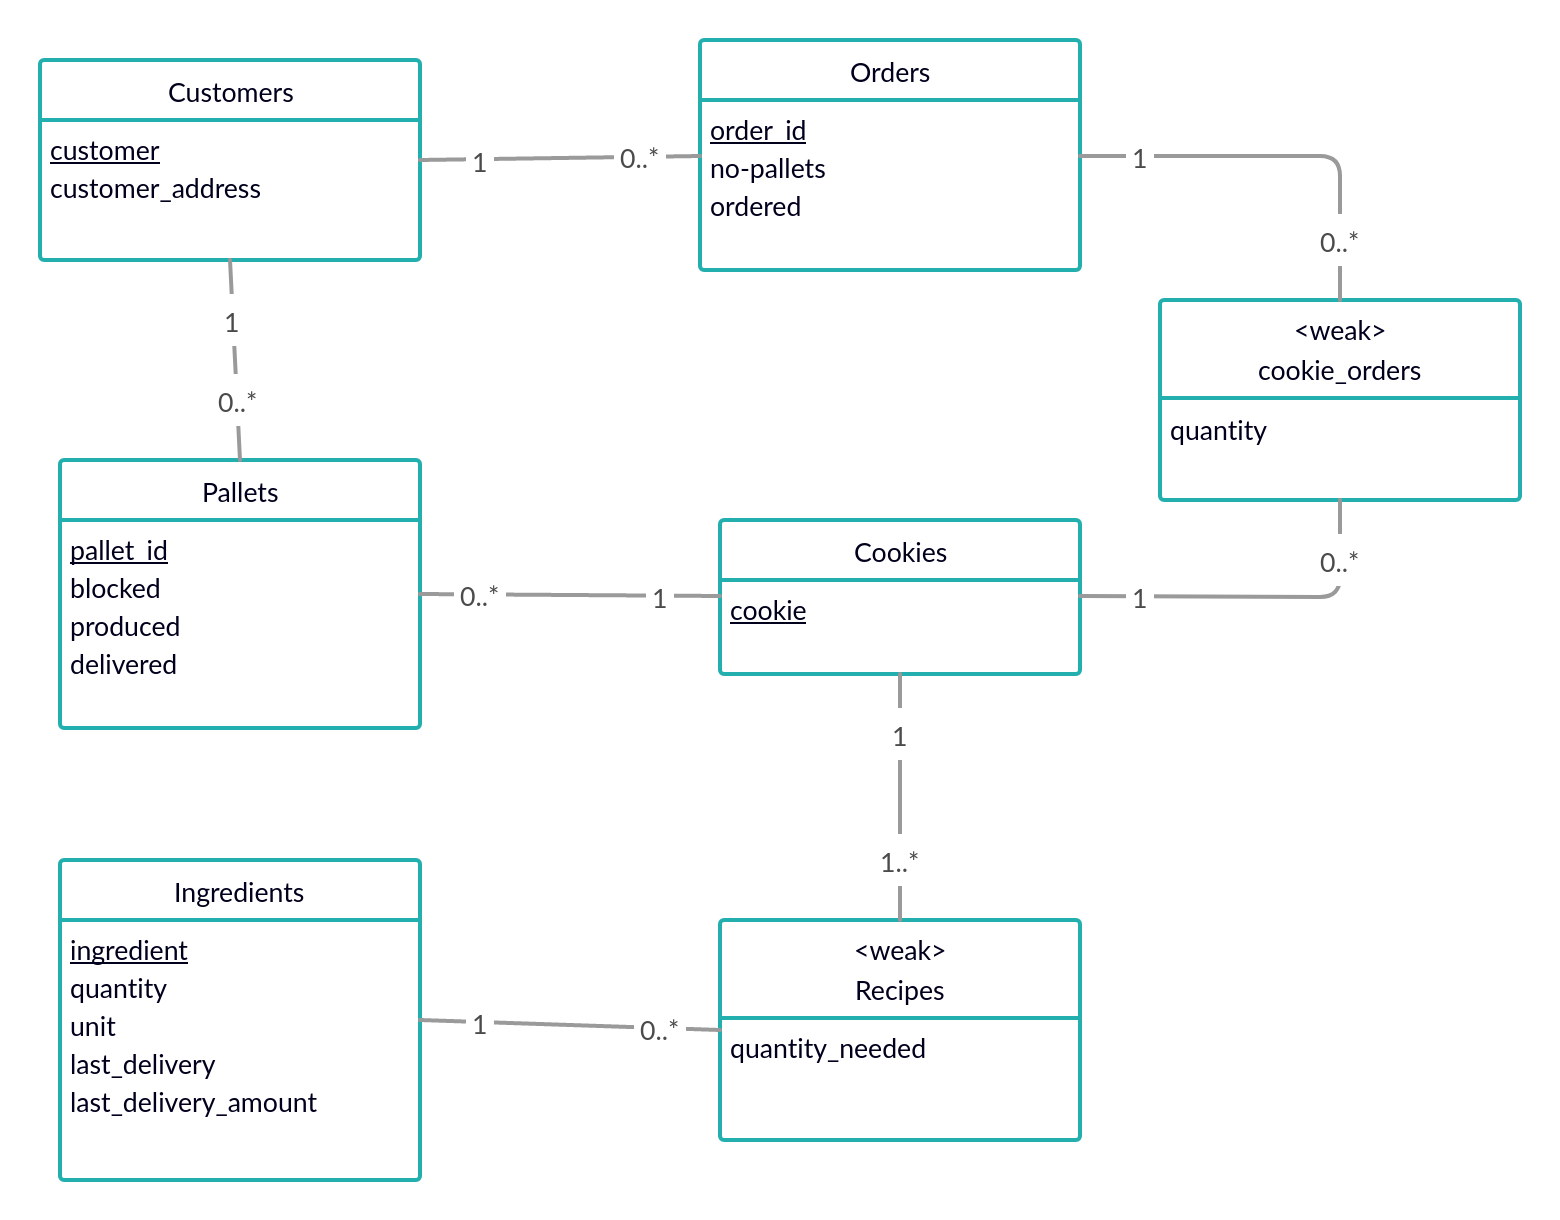 Customers
customer
customer_address
1
0..*
Orders
order_id
no-pallets
ordered
1
0..*
<weak>
cookie_orders
quantity
0..*
1
1
0..*
Pallets
pallet_id
blocked
produced
delivered
0..*
1
Cookies
cookie
1
1..*
Ingredients
ingredient
quantity
unit
last_delivery
last_delivery_amount
1
0..*
<weak>
Recipes
quantity_needed